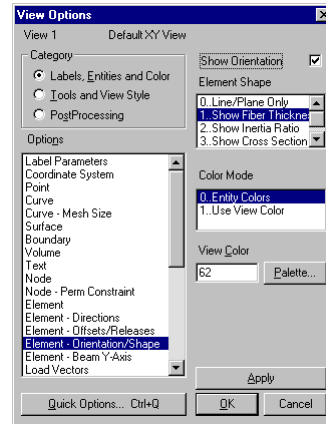 View Options
View 1 Default XY View
Category
Labels, Entities and Color
Tools and View Style
PostProcessing
Options
Label Parameters
Coordinate System
Point
Curve
Curve - Mesh Size
Surface
Boundary
Volume
Text
Node
Node - Perm Constraint
Element
Element - Directions
Element - Offsets/Releases
Element - Orientation/Shape
Element - Beam Y-Axis
Load Vectors
Quick Options... Ctrl+Q
Show Orientation
Element Shape
0..Line/Plane Only
1..Show Fiber Thicknes
2..Show Inertia Ratio
3..Show Cross Section
Color Mode
0..Entity Colors
1..Use View Color
View Color
62
Palette...
Apply
OK
Cancel